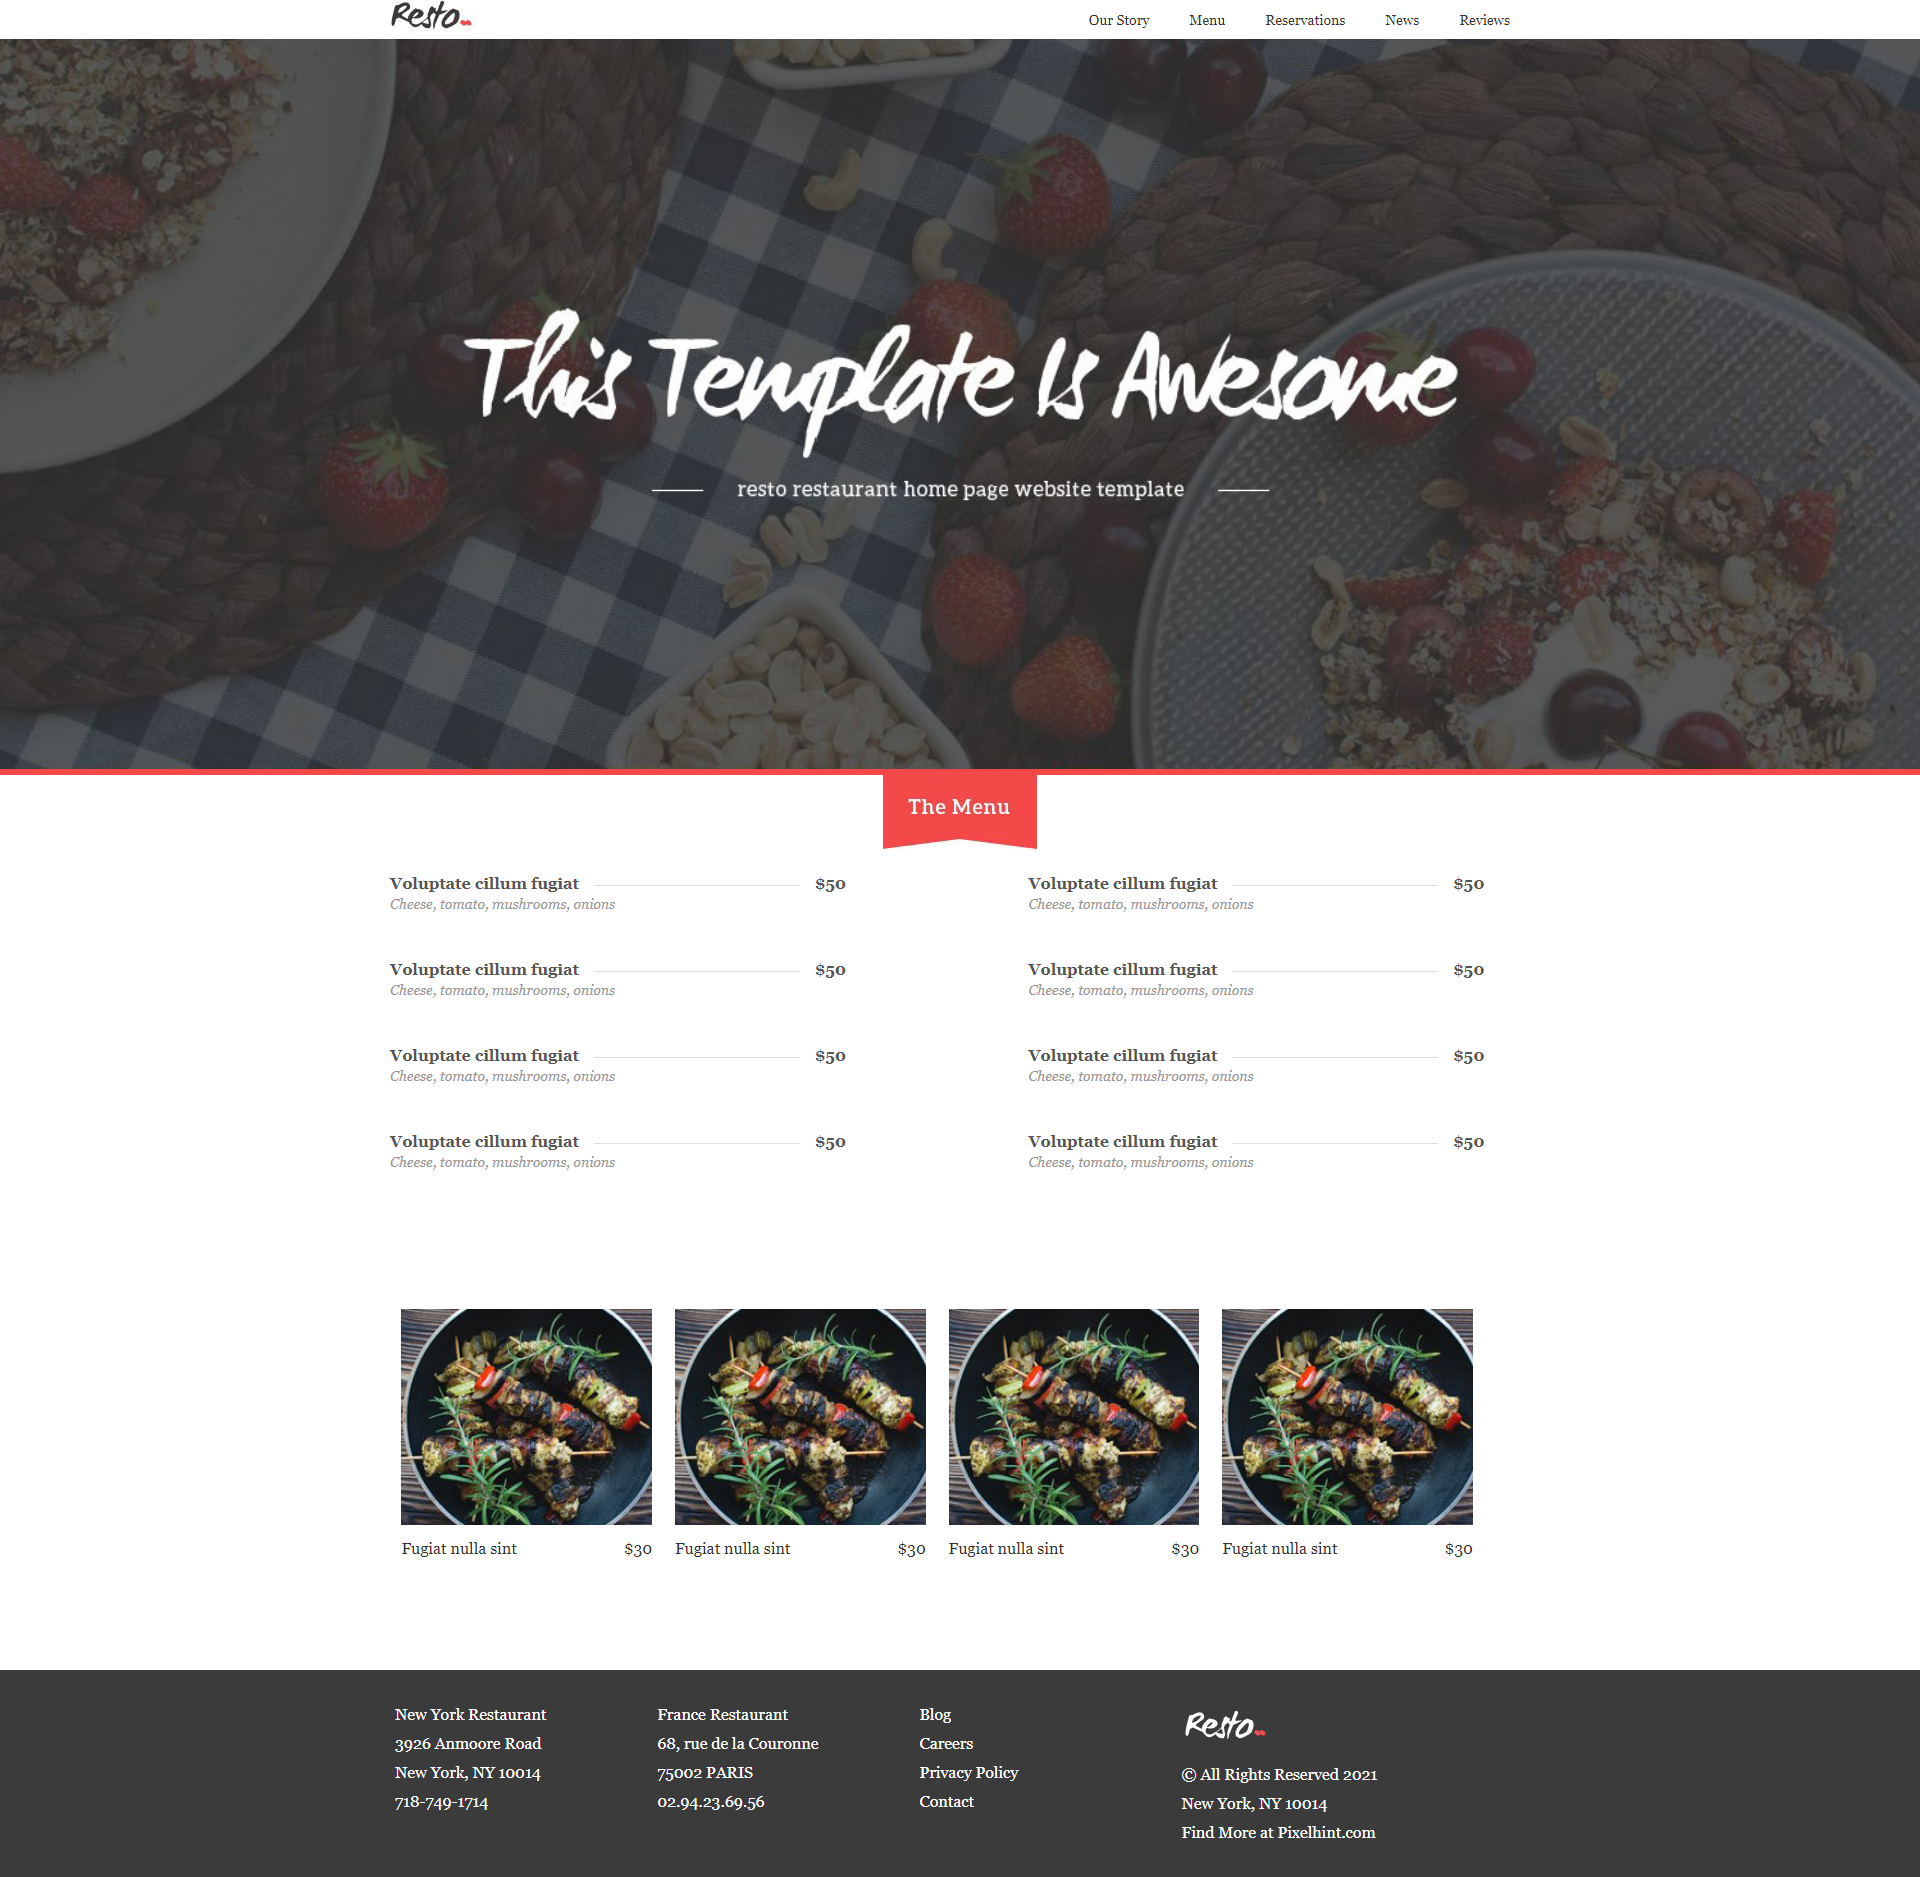 Resto
Our Story Menu Reservations News Reviews
This Template Is Awesome
resto restaurant home page website template
The Menu
Voluptate cillum fugiat $50 Voluptate cillum fugiat $50
Cheese, tomato, mushrooms, onions Cheese, tomato, mushrooms, onions
Voluptate cillum fugiat $50 Voluptate cillum fugiat $50
Cheese, tomato, mushrooms, onions Cheese, tomato, mushrooms, onions
Voluptate cillum fugiat $50 Voluptate cillum fugiat $50
Cheese, tomato, mushrooms, onions Cheese, tomato, mushrooms, onions
Voluptate cillum fugiat $50 Voluptate cillum fugiat $50
Cheese, tomato, mushrooms, onions Cheese, tomato, mushrooms, onions
Fugiat nulla sint $30 Fugiat nulla sint $30 Fugiat nulla sint $30 Fugiat nulla sint $30
New York Restaurant
3926 Anmoore Road
New York, NY 10014
718-749-1714
France Restaurant
68, rue de la Couronne
75002 PARIS
02.94.23.69.56
Blog
Careers
Privacy Policy
Contact
Resto
© All Rights Reserved 2021
New York, NY 10014
Find More at Pixelhint.com